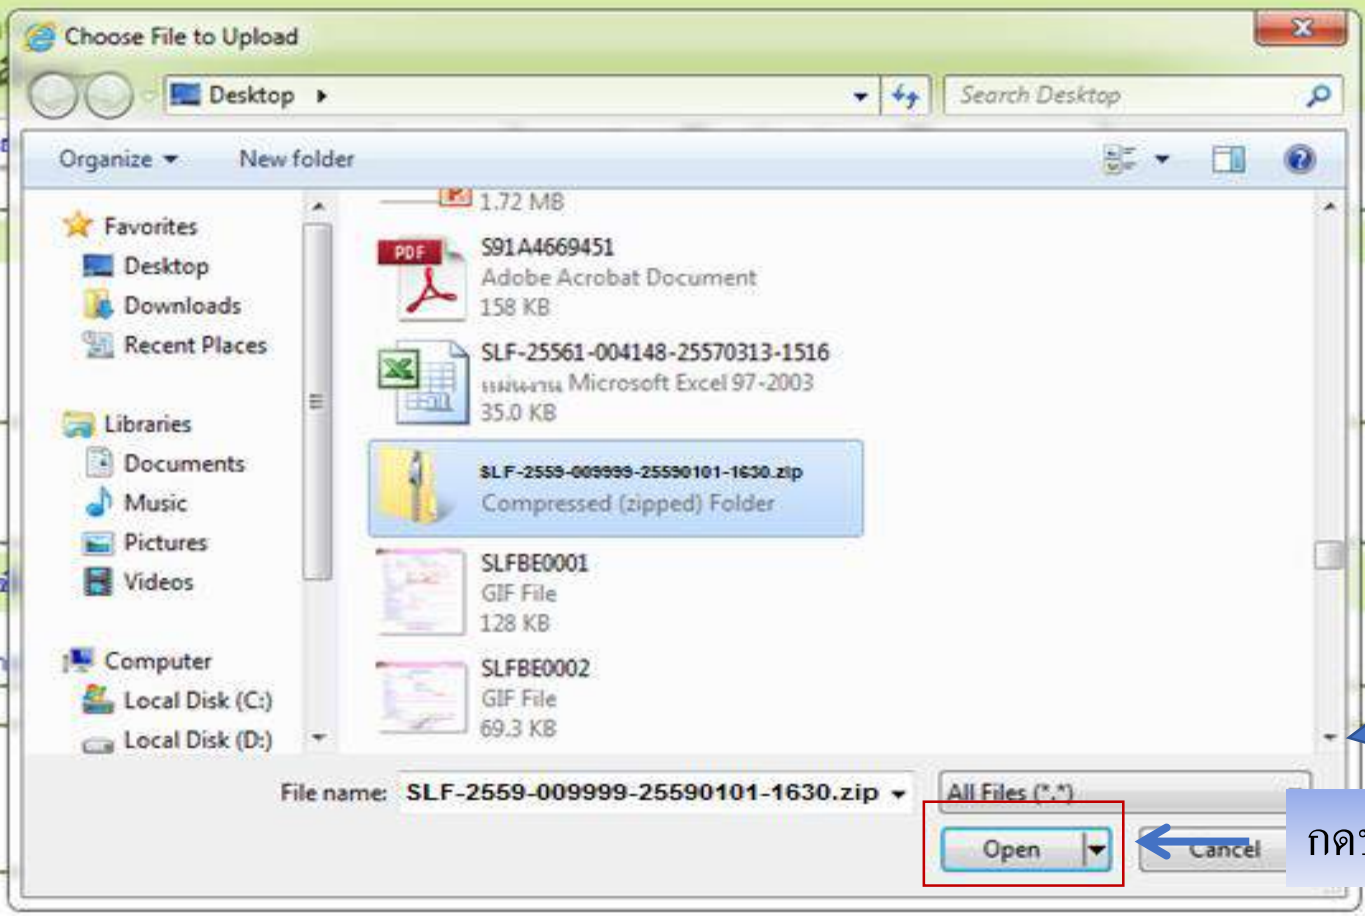 Choose File to Upload
Desktop
Search Desktop
Organize
New folder
Favorites
Desktop
Downloads
Recent Places
Libraries
Documents
Music
Pictures
Videos
Computer
Local Disk (C:)
Local Disk (D:)
1.72 MB
PDF
S91A4669451
Adobe Acrobat Document
158 KB
SLF-25561-004148-25570313-1516
แผ่นงาน Microsoft Excel 97-2003
35.0 KB
SLF-2559-009999-25590101-1630.zip
Compressed (zipped) Folder
SLFBE0001
GIF File
128 KB
SLFBE0002
GIF File
69.3 KB
File name: SLF-2559-009999-25590101-1630.zip
All Files (*.*)
Open
Cancel